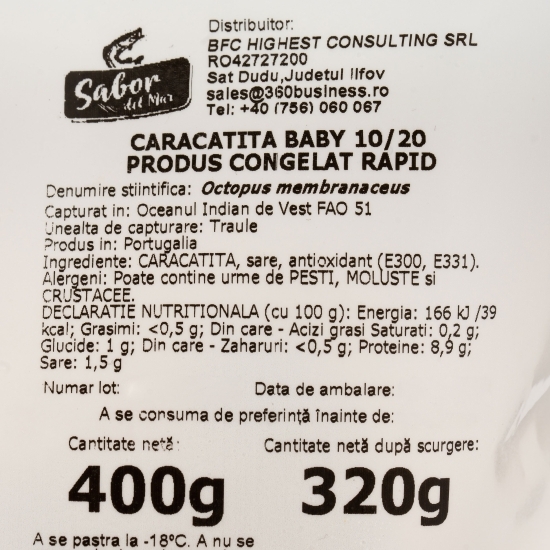 Sabor
del Mar
Distribuitor:
BFC HIGHEST CONSULTING SRL
RO42727200
Sat Dudu,Judetul Ilfov
sales@360business.ro
Tel: +40 (756) 060 067
CARACATITA BABY 10/20
PRODUS CONGELAT RAPID
Denumire stiintifica: Octopus membranaceus
Capturat in: Oceanul Indian de Vest FAO 51
Unealta de capturare: Traule
Produs in: Portugalia
Ingrediente: CARACATITA, sare, antioxidant (E300, E331).
Alergeni: Poate contine urme de PESTI, MOLUSTE si
CRUSTACEE.
DECLARATIE NUTRITIONALA (cu 100 g): Energia: 166 kJ /39
kcal; Grasimi: <0,5 g; Din care - Acizi grasi Saturati: 0,2 g;
Glucide: 1 g; Din care - Zaharuri: <0,5 g; Proteine: 8,9 g;
Sare: 1,5 g
Numar lot:
Data de ambalare:
A se consuma de preferință înainte de:
Cantitate netă:
Cantitate netă după scurgere:
400g
320g
A se pastra la -18°C. A nu se